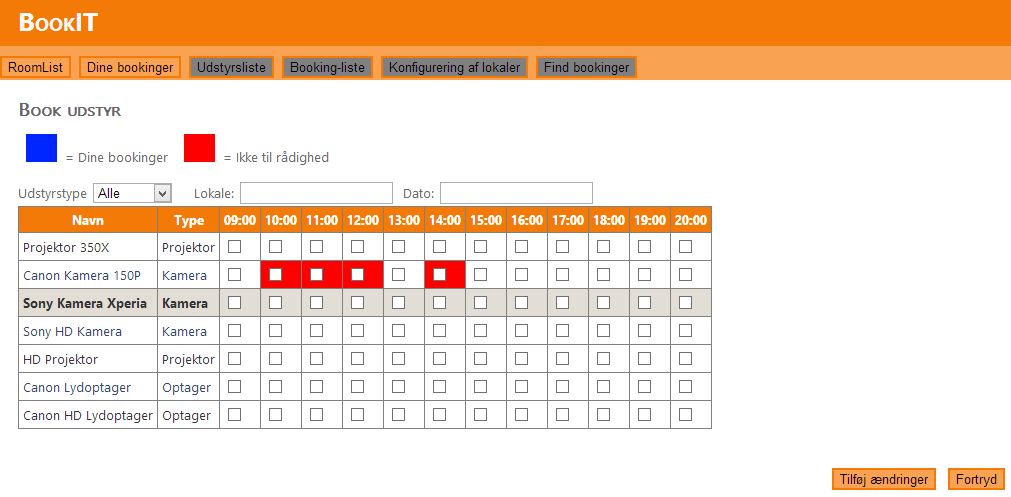 BookIT
RoomList Dine bookinger Udstyrsliste Booking-liste Konfigurering af lokaler Find bookinger
Book udstyr
= Dine bookinger = Ikke til rådighed
Udstyrstype Alle Lokale: Dato:
Navn Type 09:00 10:00 11:00 12:00 13:00 14:00 15:00 16:00 17:00 18:00 19:00 20:00
Projektor 350X Projektor
Canon Kamera 150P Kamera
Sony Kamera Xperia Kamera
Sony HD Kamera Kamera
HD Projektor Projektor
Canon Lydoptager Optager
Canon HD Lydoptager Optager
Tilføj ændringer Fortryd